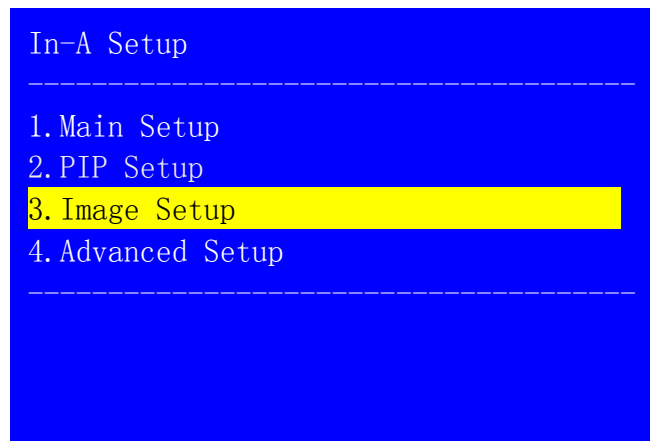 In-A Setup
--------------------------------------
1.Main Setup
2.PIP Setup
3.Image Setup
4.Advanced Setup
--------------------------------------